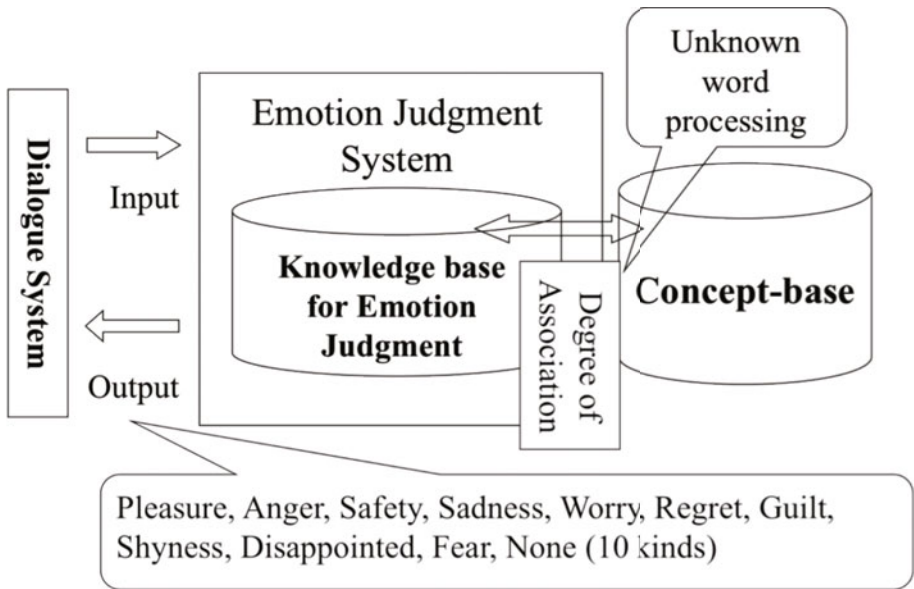 Unknown
word
processing
Emotion Judgment
System
Dialogue System
Input
Knowledge base
for Emotion
Judgment
Degree of
Association
Concept-base
Output
Pleasure, Anger, Safety, Sadness, Worry, Regret, Guilt,
Shyness, Disappointed, Fear, None (10 kinds)